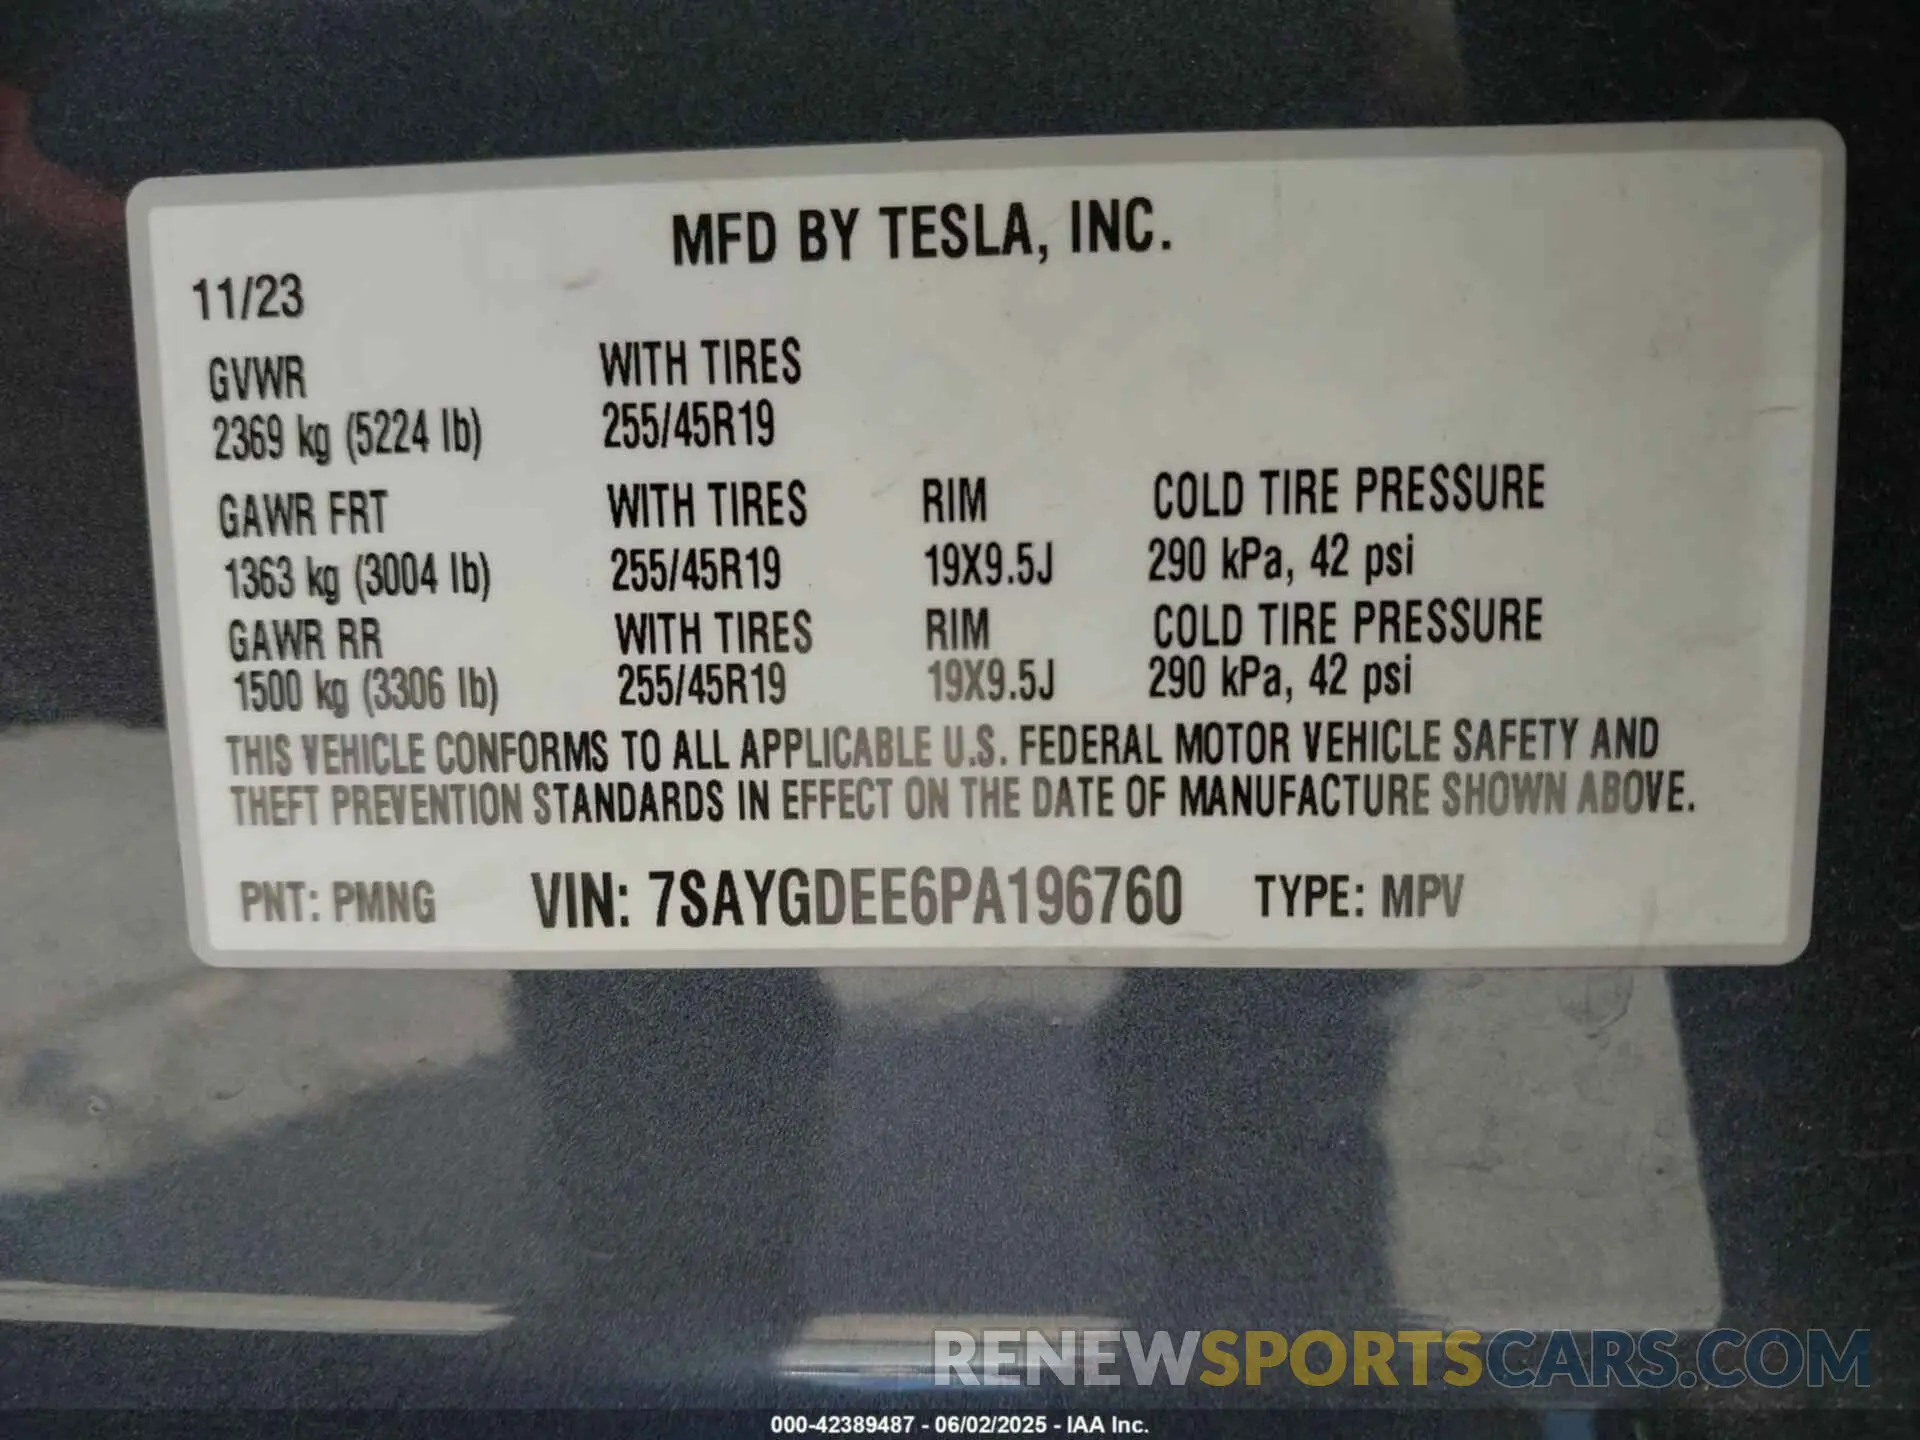 MFD BY TESLA, INC.
11/23
GVWR WITH TIRES
2369 kg (5224 lb) 255/45R19
GAWR FRT WITH TIRES RIM COLD TIRE PRESSURE
1363 kg (3004 lb) 255/45R19 19X9.5J 290 kPa, 42 psi
GAWR RR WITH TIRES RIM COLD TIRE PRESSURE
1500 kg (3306 lb) 255/45R19 19X9.5J 290 kPa, 42 psi
THIS VEHICLE CONFORMS TO ALL APPLICABLE U.S. FEDERAL MOTOR VEHICLE SAFETY AND
THEFT PREVENTION STANDARDS IN EFFECT ON THE DATE OF MANUFACTURE SHOWN ABOVE.
PNT: PMNG VIN: 7SAYGDEE6PA196760 TYPE: MPV
RENEWSPORTSCARS.COM
000-42389487 - 06/02/2025 - IAA Inc.